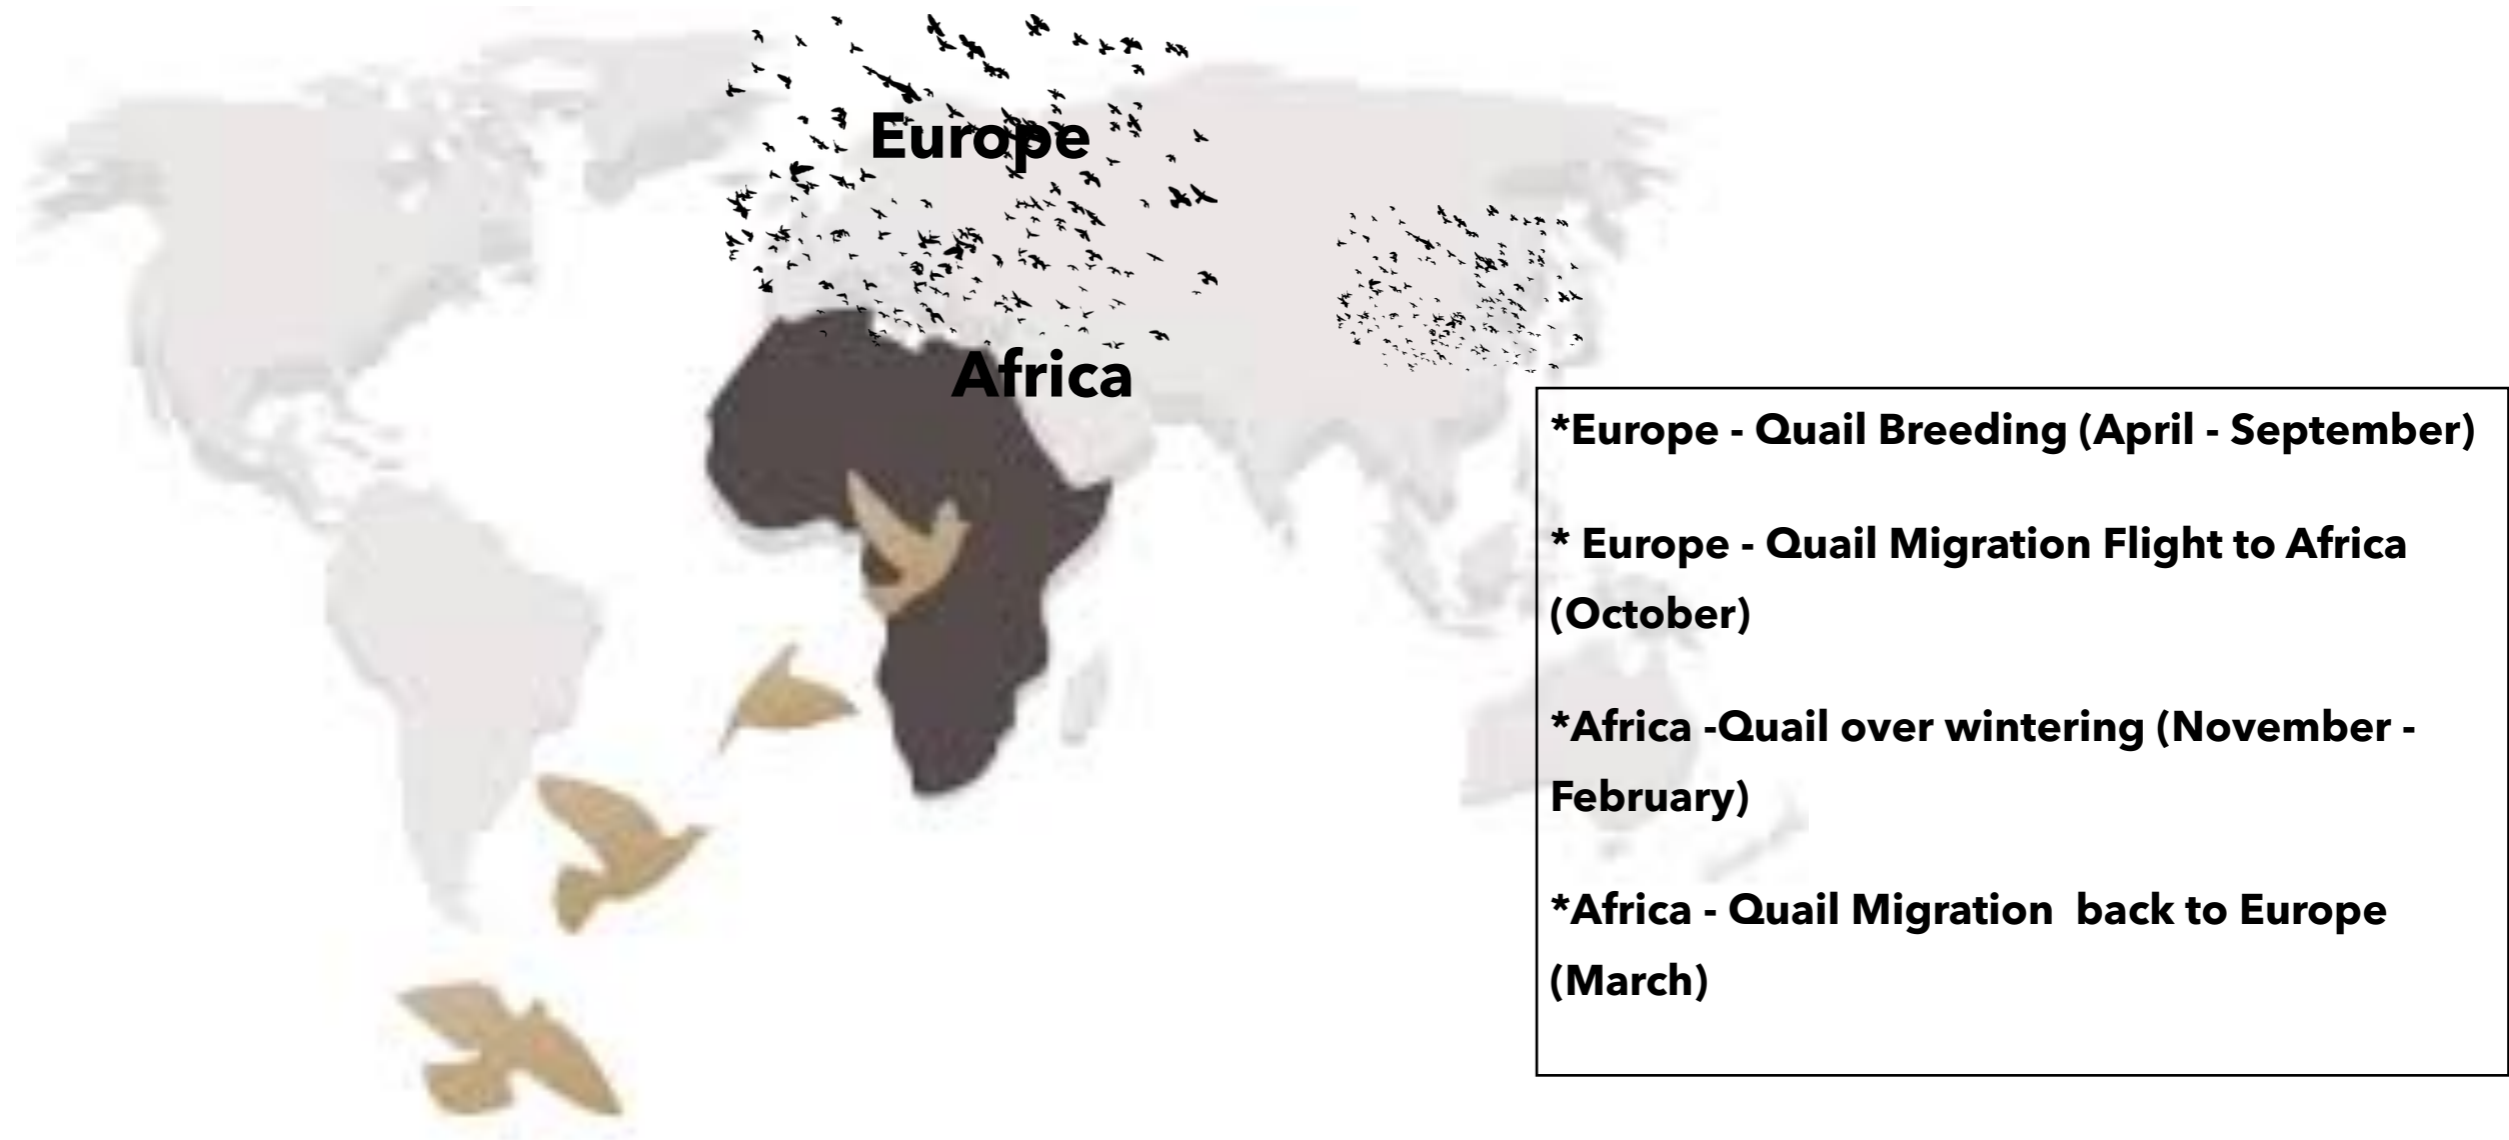 Europe
Africa
*Europe - Quail Breeding (April - September)
* Europe - Quail Migration Flight to Africa
(October)
*Africa -Quail over wintering (November -
February)
*Africa - Quail Migration  back to Europe
(March)